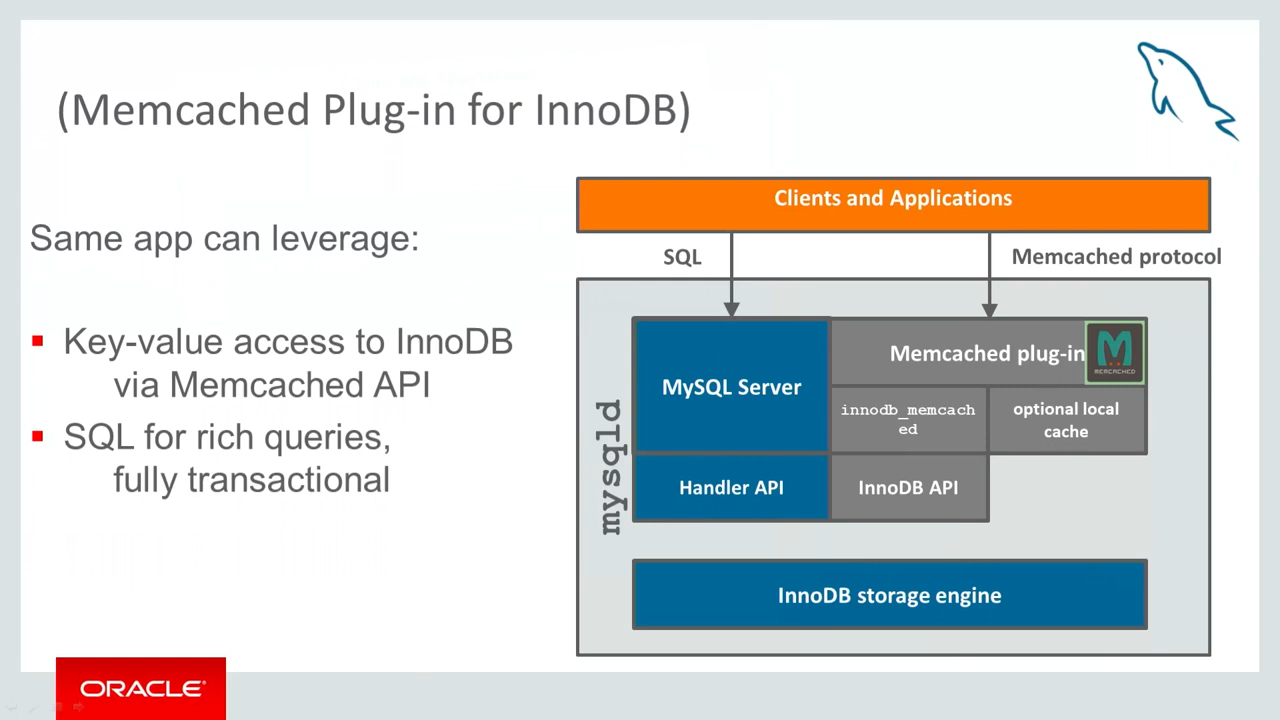 (Memcached Plug-in for InnoDB)
Same app can leverage:
▪ Key-value access to InnoDB
via Memcached API
▪ SQL for rich queries,
fully transactional
Clients and Applications
SQL
Memcached protocol
mysqld
MySQL Server
Memcached plug-in
MEMCACHED
innodb_memcach
ed
optional local
cache
Handler API
InnoDB API
InnoDB storage engine
ORACLE®